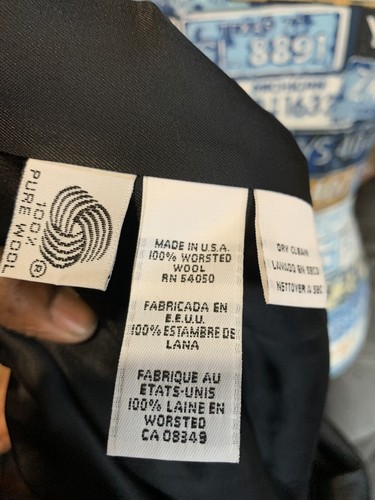 100%
PURE WOOL
®
MADE IN U.S.A.
100% WORSTED
WOOL
RN 54050
FABRICADA EN
E.E.U.U.
100% ESTAMBRE DE
LANA
FABRIQUE AU
ETATS-UNIS
100% LAINE EN
WORSTED
CA 08349
DRY CLEAN
LAVADO EN SECO
NETTOYER A SEC
889